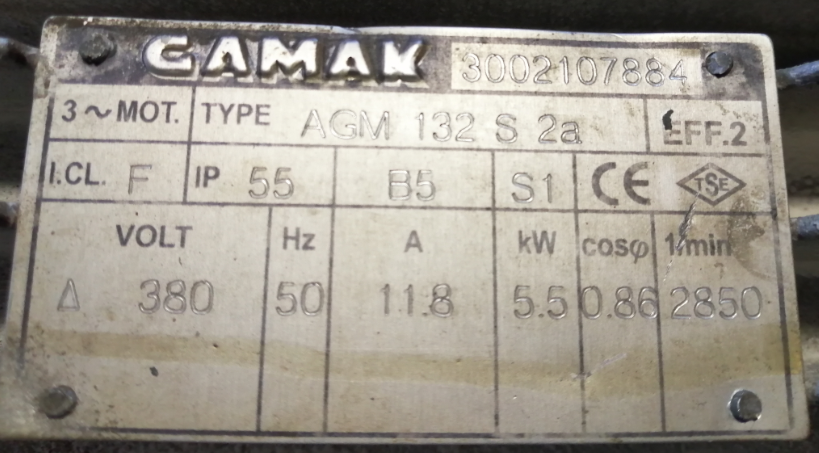 GAMAK 3002107884
3~MOT. TYPE AGM 132 S 2a EFF.2
I.CL. F IP 55 B5 S1 CE TSE
VOLT Hz A kW cosφ 1/min
Δ 380 50 11.8 5.5 0.86 2850